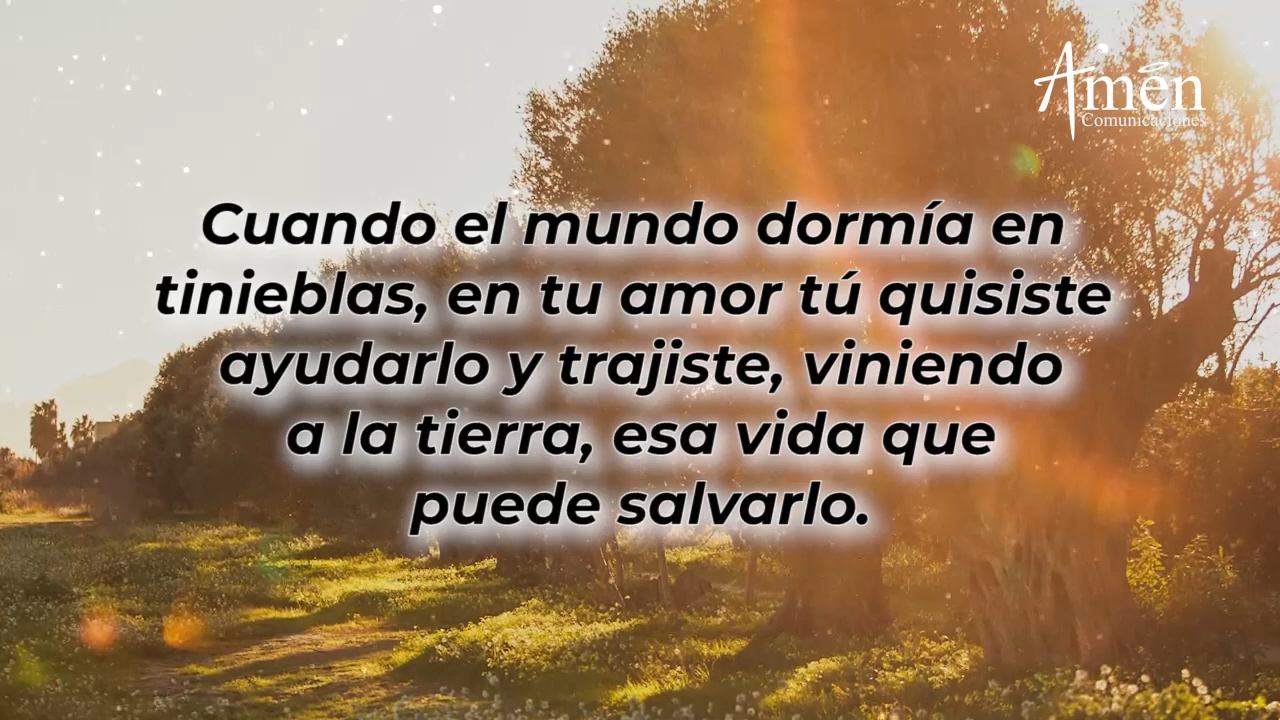 Amén
Comunicaciones
Cuando el mundo dormía en
tinieblas, en tu amor tú quisiste
ayudarlo y trajiste, viniendo
a la tierra, esa vida que
puede salvarlo.